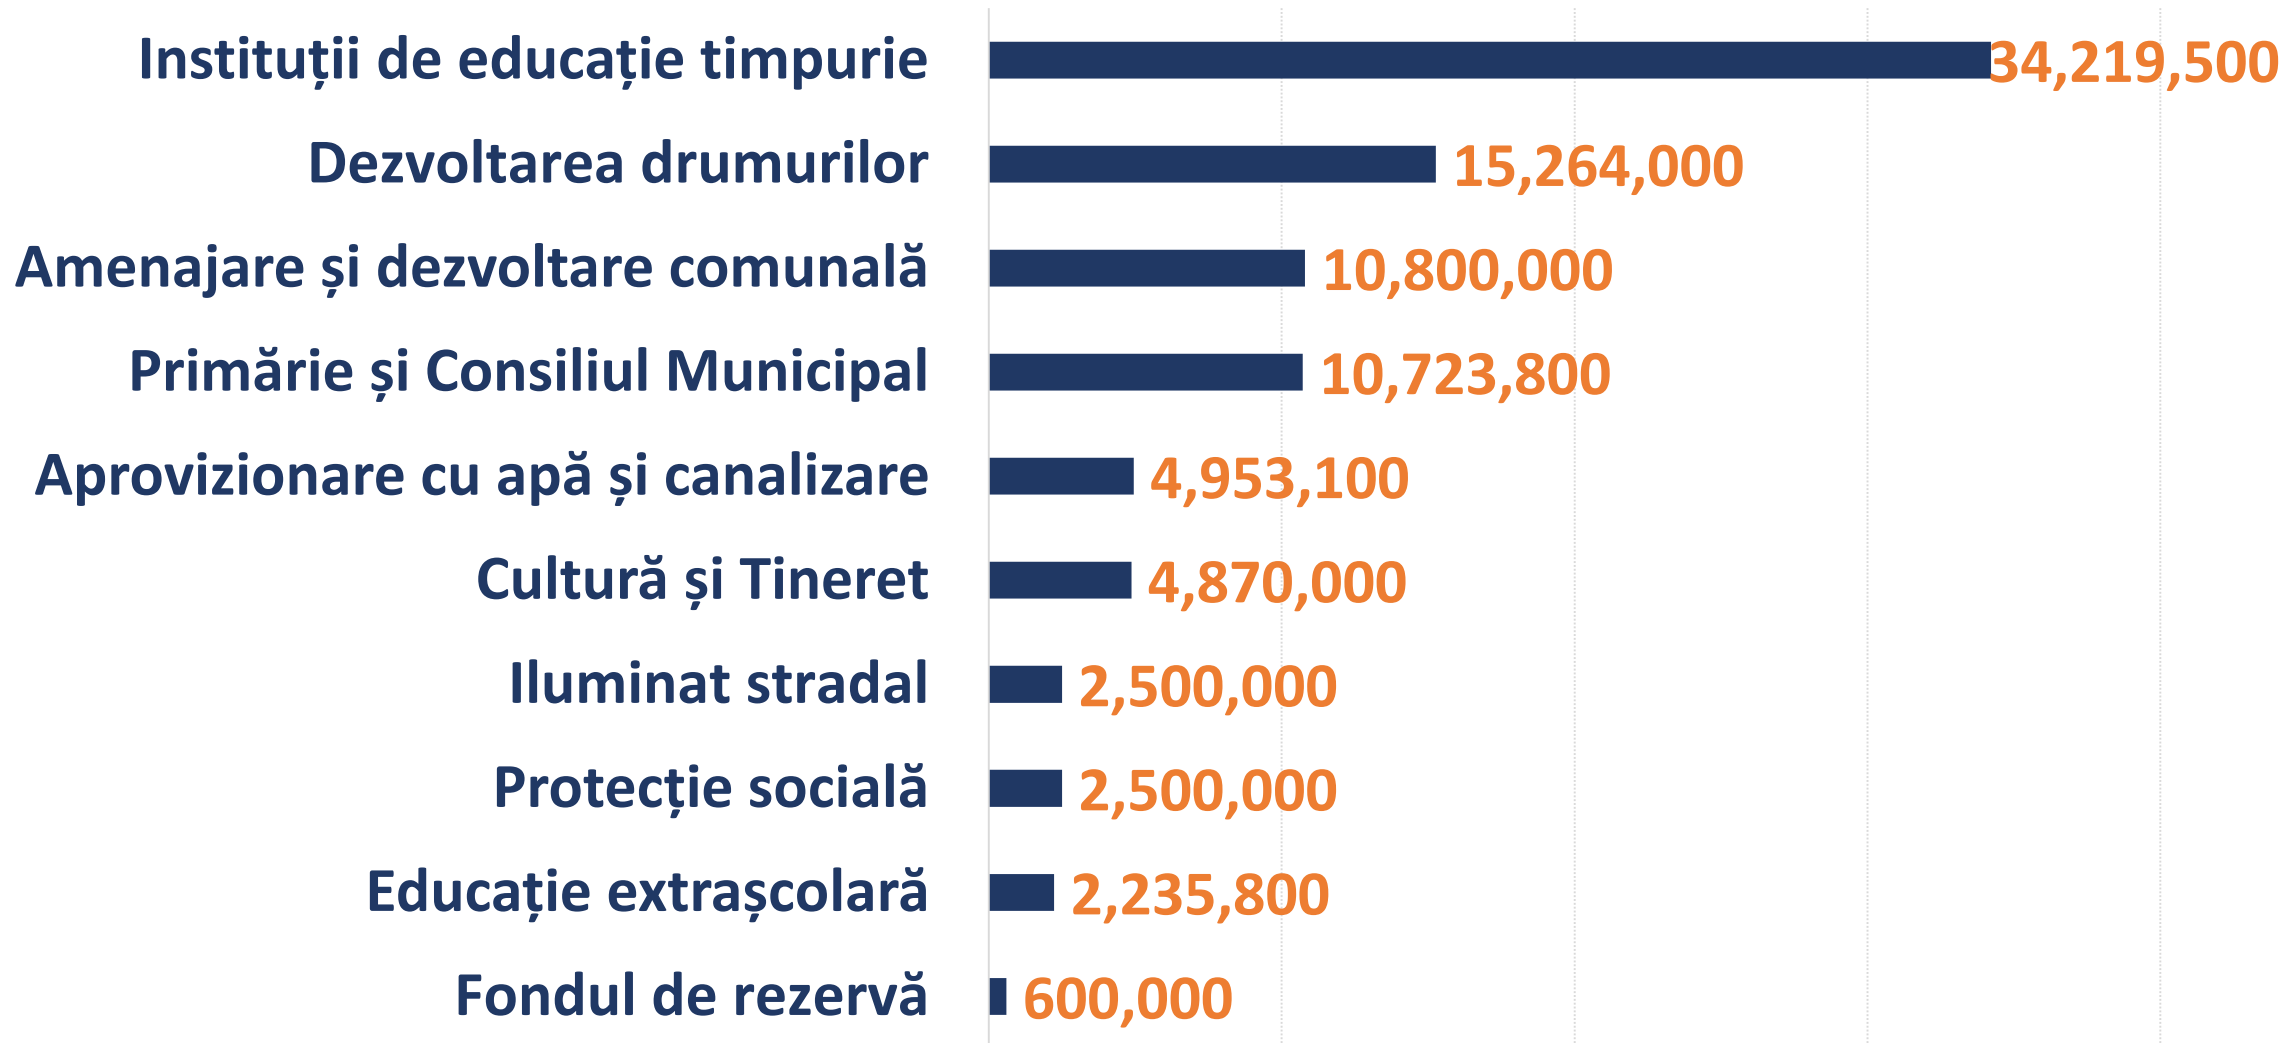 Instituții de educație timpurie 34,219,500
Dezvoltarea drumurilor 15,264,000
Amenajare și dezvoltare comunală 10,800,000
Primărie și Consiliul Municipal 10,723,800
Aprovizionare cu apă și canalizare 4,953,100
Cultură și Tineret 4,870,000
Iluminat stradal 2,500,000
Protecție socială 2,500,000
Educație extrașcolară 2,235,800
Fondul de rezervă 600,000